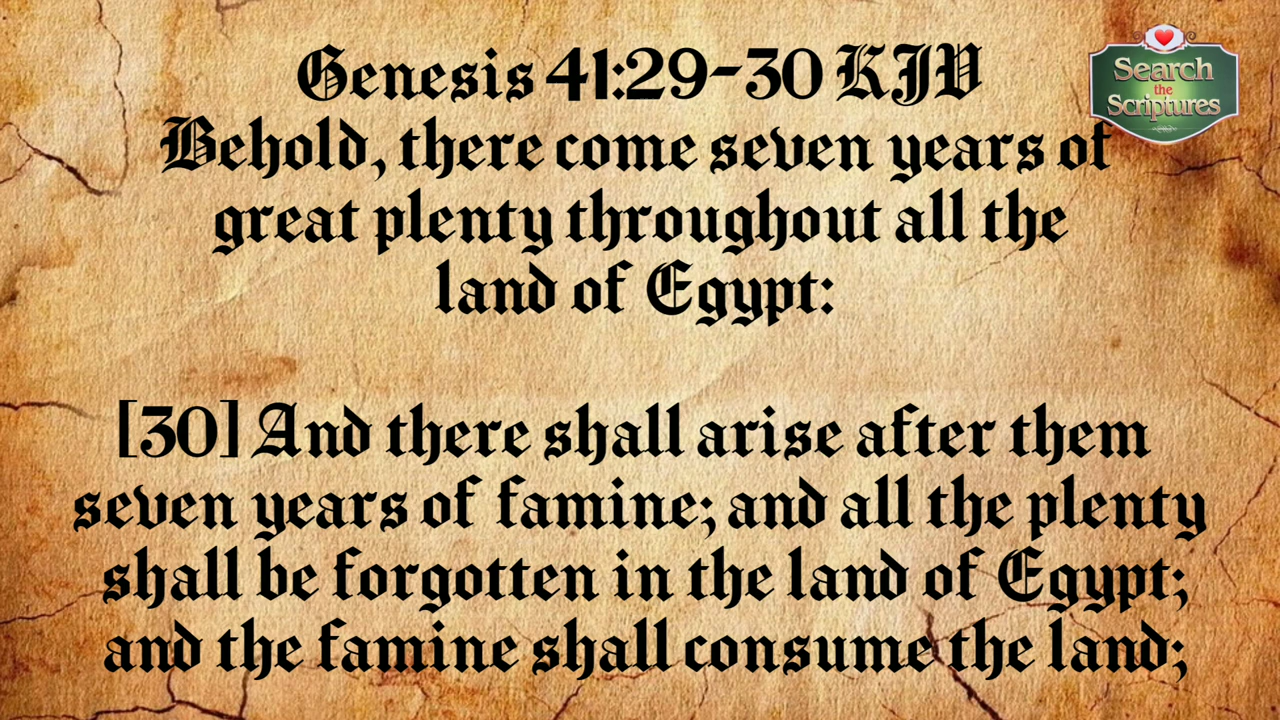 Genesis 41:29-30 KJV
Behold, there come seven years of
great plenty throughout all the
land of Egypt:
[30] And there shall arise after them
seven years of famine; and all the plenty
shall be forgotten in the land of Egypt;
and the famine shall consume the land;
Search
the
Scriptures